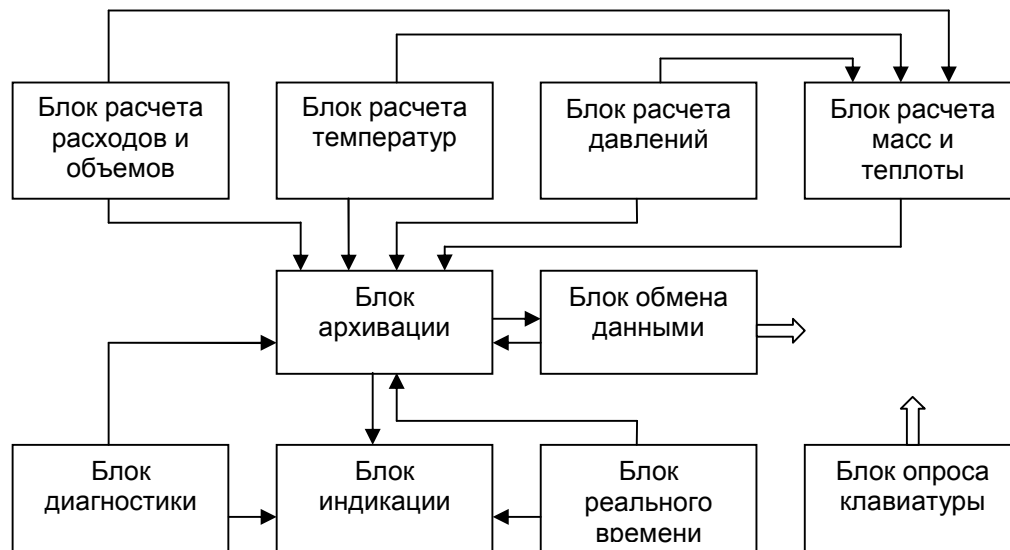 Блок расчета
расходов и
объемов
Блок расчета
температур
Блок расчета
давлений
Блок расчета
масс и
теплоты
Блок
архивации
Блок обмена
данными
Блок
диагностики
Блок
индикации
Блок
реального
времени
Блок опроса
клавиатуры